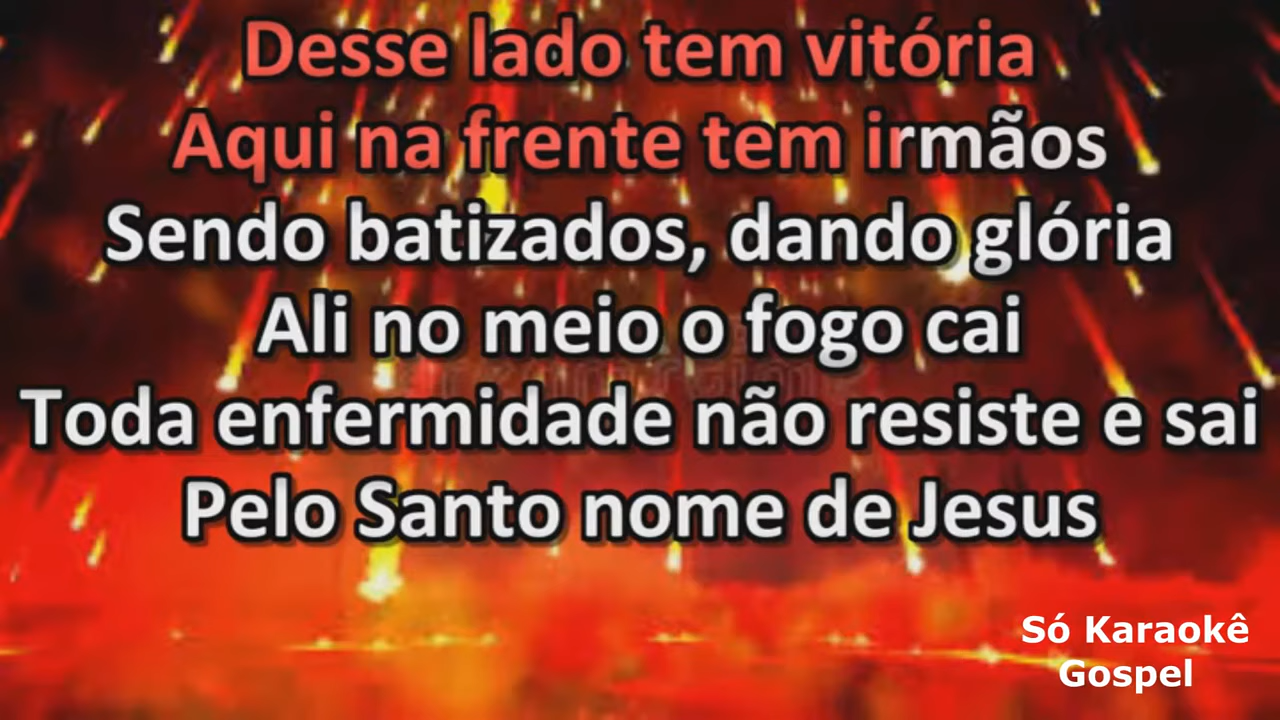 Desse lado tem vitória
Aqui na frente tem irmãos
Sendo batizados, dando glória
Ali no meio o fogo cai
Toda enfermidade não resiste e sai
Pelo Santo nome de Jesus
Só Karaokê
Gospel